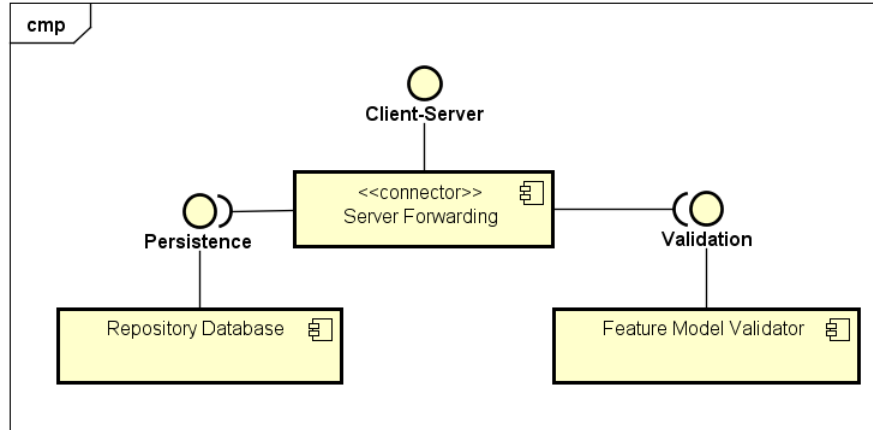 cmp
Client-Server
<<connector>>
Server Forwarding
Persistence
Validation
Repository Database
Feature Model Validator